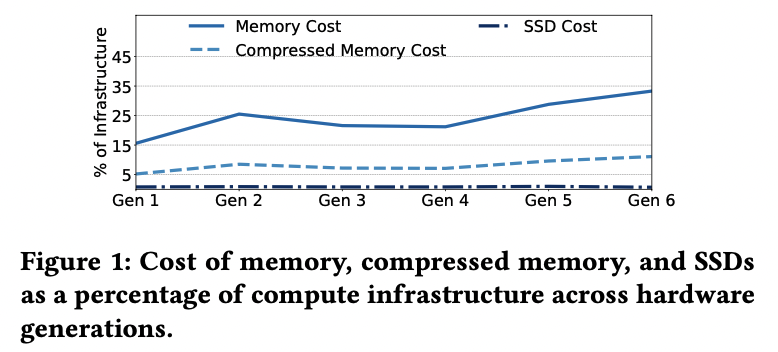 Memory Cost
SSD Cost
Compressed Memory Cost
% of Infrastructure
45
35
25
15
5
Gen 1 Gen 2 Gen 3 Gen 4 Gen 5 Gen 6
Figure 1: Cost of memory, compressed memory, and SSDs
as a percentage of compute infrastructure across hardware
generations.